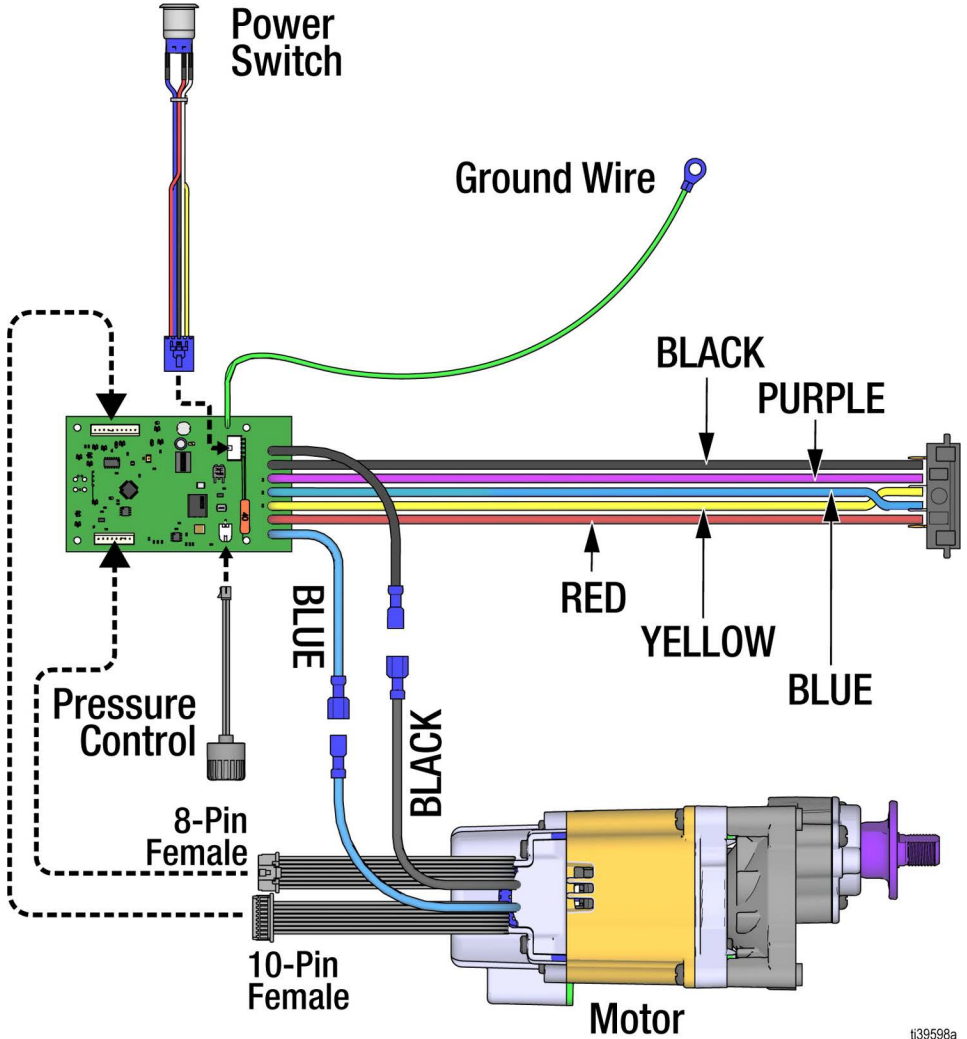 Power
Switch
Ground Wire
BLACK
PURPLE
RED
YELLOW
BLUE
BLUE
BLACK
Pressure
Control
8-Pin
Female
10-Pin
Female
Motor
ti39598a